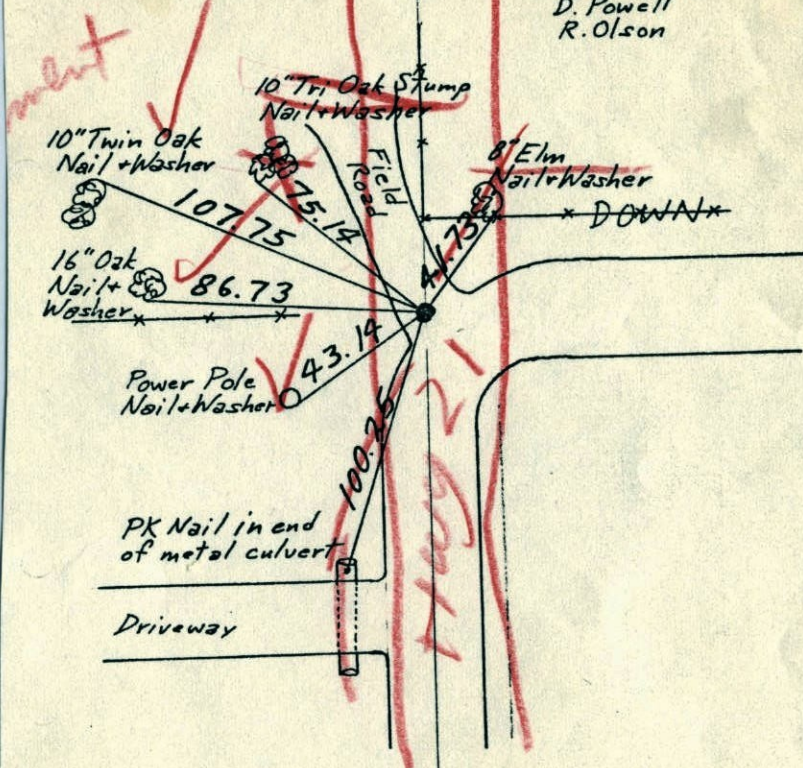 D. Powell
R. Olson
ment
10" Tri Oak Stump
Nail+Washer
10" Twin Oak
Nail+Washer
8" Elm
Nail+Washer
Field
Road
107.75
75.14
41.73
DOWN
16" Oak
Nail+
Washer
86.73
43.14
Power Pole
Nail+Washer
Hwy 21
100.25
PK Nail in end
of metal culvert
Driveway